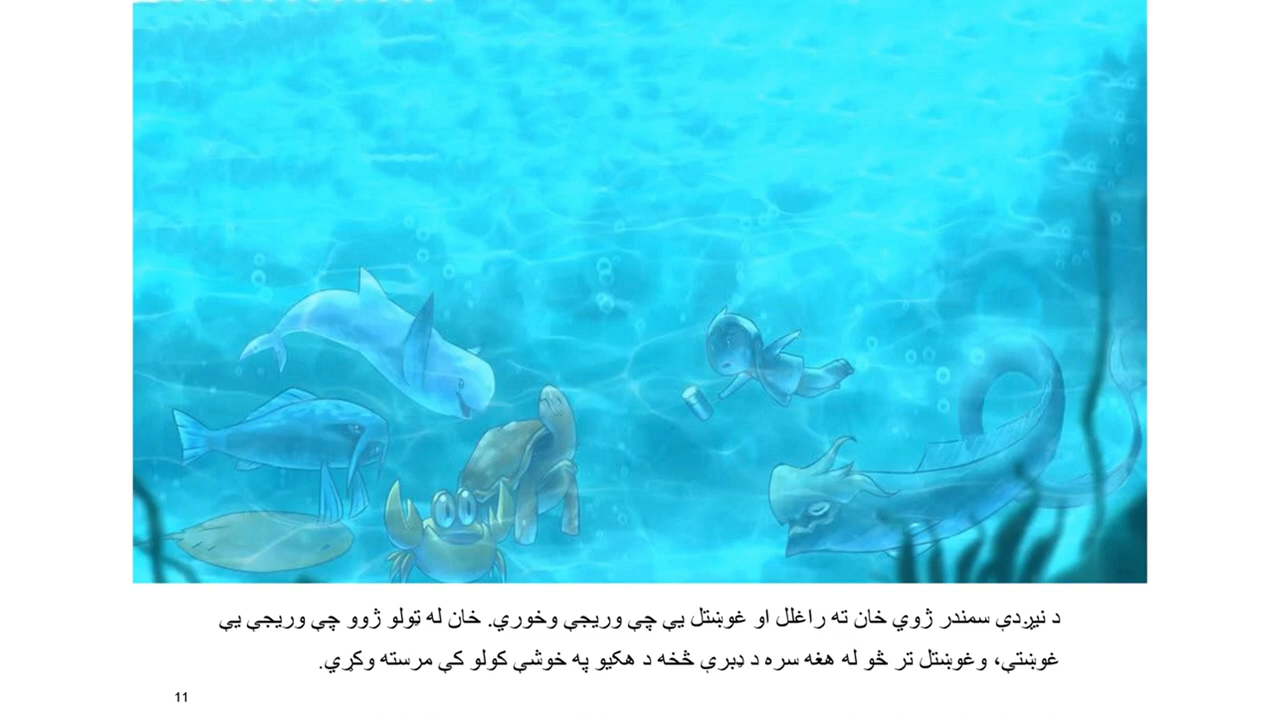 د نیږدې سمندر ژوي خان ته راغلل او غوښتل یې چې وریجې وخوري. خان له ټولو ژوو چې وریجې یې
غوښتې، وغوښتل تر څو له هغه سره د ډبرې څخه د هګیو په خوشې کولو کې مرسته وکړي.
11